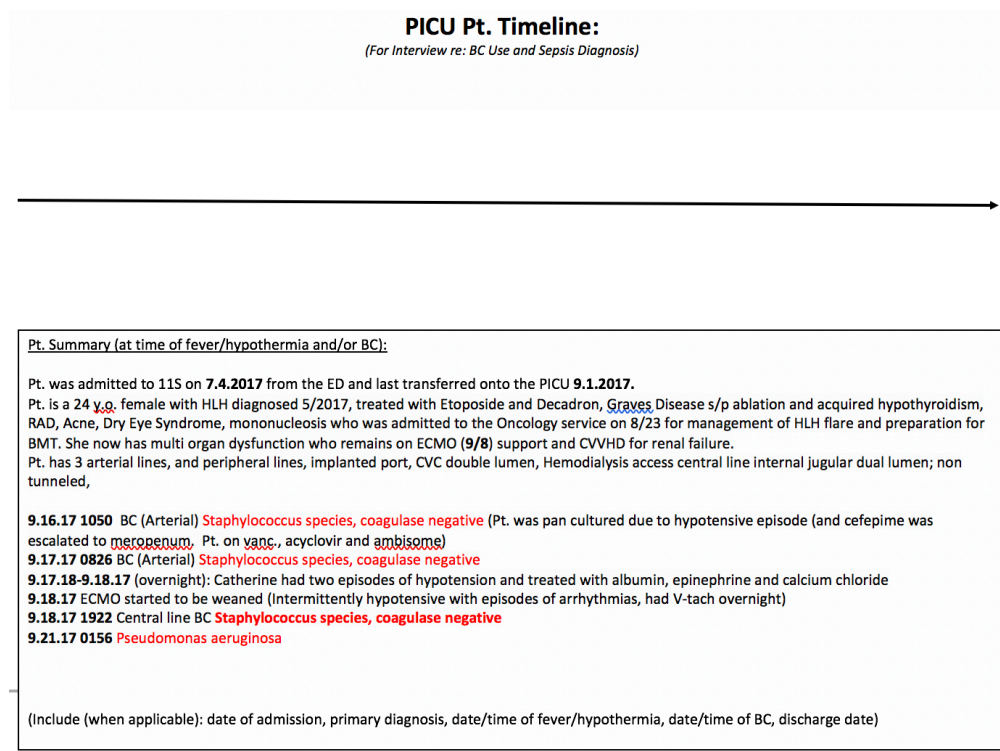 PICU Pt. Timeline:
(For Interview re: BC Use and Sepsis Diagnosis)
Pt. Summary (at time of fever/hypothermia and/or BC):
Pt. was admitted to 11S on 7.4.2017 from the ED and last transferred onto the PICU 9.1.2017.
Pt. is a 24 y.o. female with HLH diagnosed 5/2017, treated with Etoposide and Decadron, Graves Disease s/p ablation and acquired hypothyroidism,
RAD, Acne, Dry Eye Syndrome, mononucleosis who was admitted to the Oncology service on 8/23 for management of HLH flare and preparation for
BMT. She now has multi organ dysfunction who remains on ECMO (9/8) support and CVVHD for renal failure.
Pt. has 3 arterial lines, and peripheral lines, implanted port, CVC double lumen, Hemodialysis access central line internal jugular dual lumen; non
tunneled,
9.16.17 1050 BC (Arterial) Staphylococcus species, coagulase negative (Pt. was pan cultured due to hypotensive episode (and cefepime was
escalated to meropenum. Pt. on vanc., acyclovir and ambisome)
9.17.17 0826 BC (Arterial) Staphylococcus species, coagulase negative
9.17.18-9.18.17 (overnight): Catherine had two episodes of hypotension and treated with albumin, epinephrine and calcium chloride
9.18.17 ECMO started to be weaned (Intermittently hypotensive with episodes of arrhythmias, had V-tach overnight)
9.18.17 1922 Central line BC Staphylococcus species, coagulase negative
9.21.17 0156 Pseudomonas aeruginosa
(Include (when applicable): date of admission, primary diagnosis, date/time of fever/hypothermia, date/time of BC, discharge date)